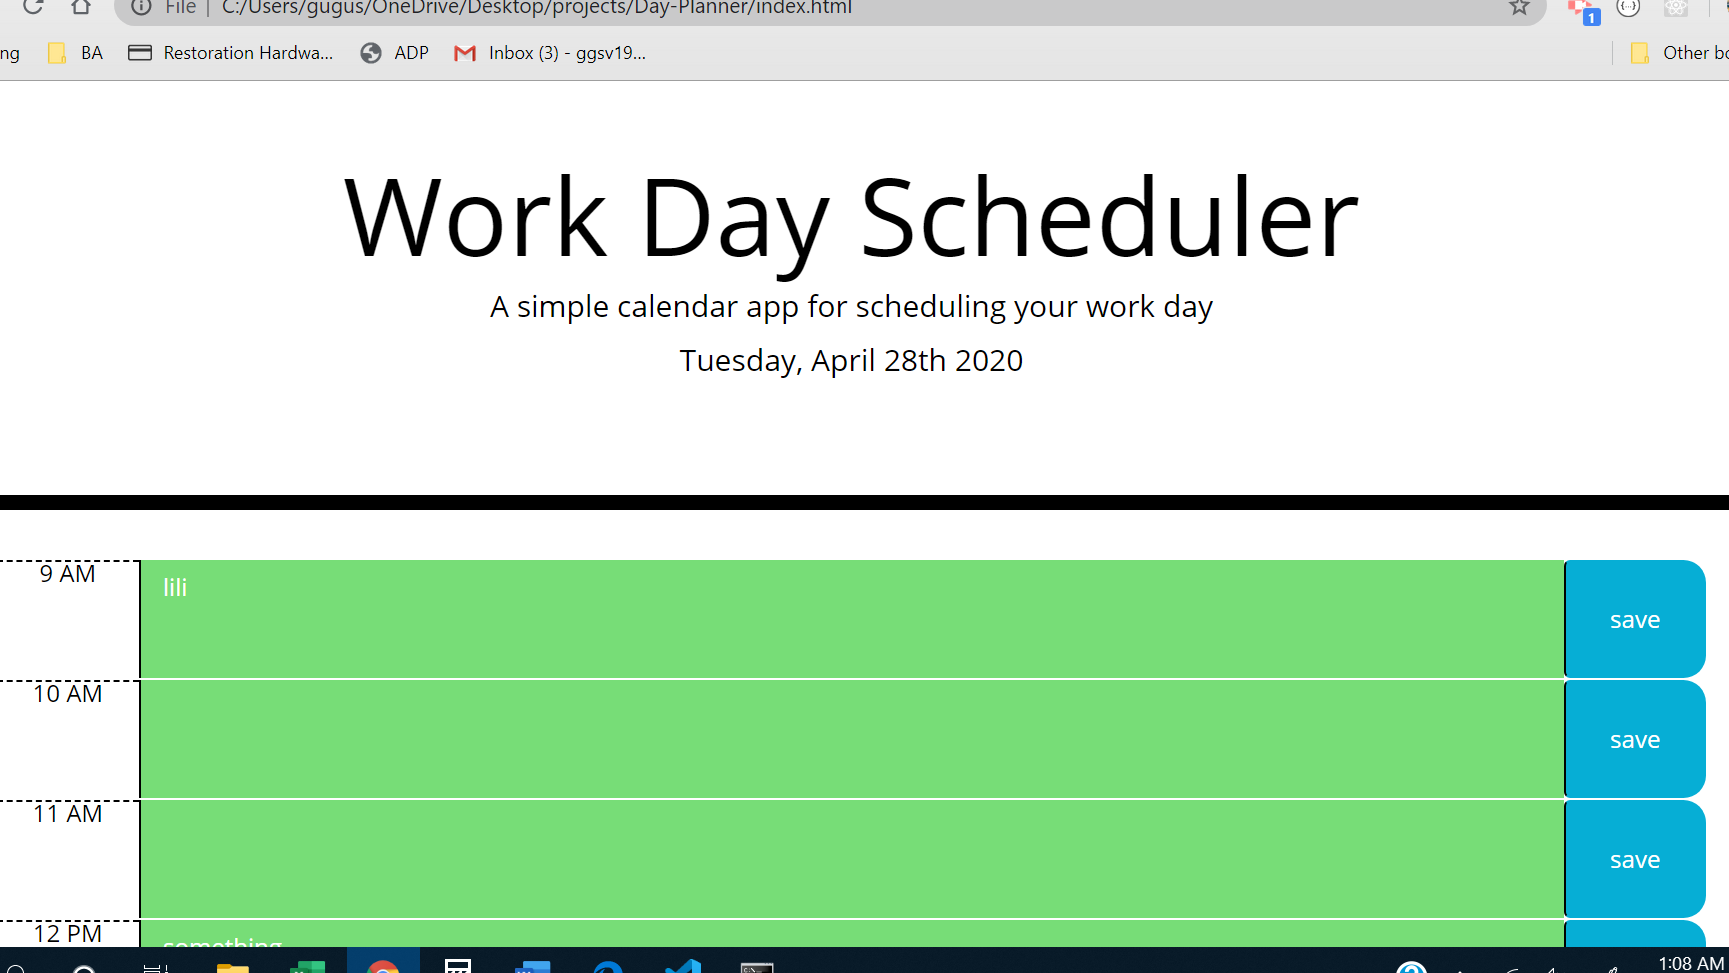 File | C:/Users/gugus/OneDrive/Desktop/projects/Day-Planner/index.html
1
ng BA Restoration Hardwa... ADP Inbox (3) - ggsv19... Other bo
Work Day Scheduler
A simple calendar app for scheduling your work day
Tuesday, April 28th 2020
9 AM lili save
10 AM save
11 AM save
12 PM something
1:08 AM